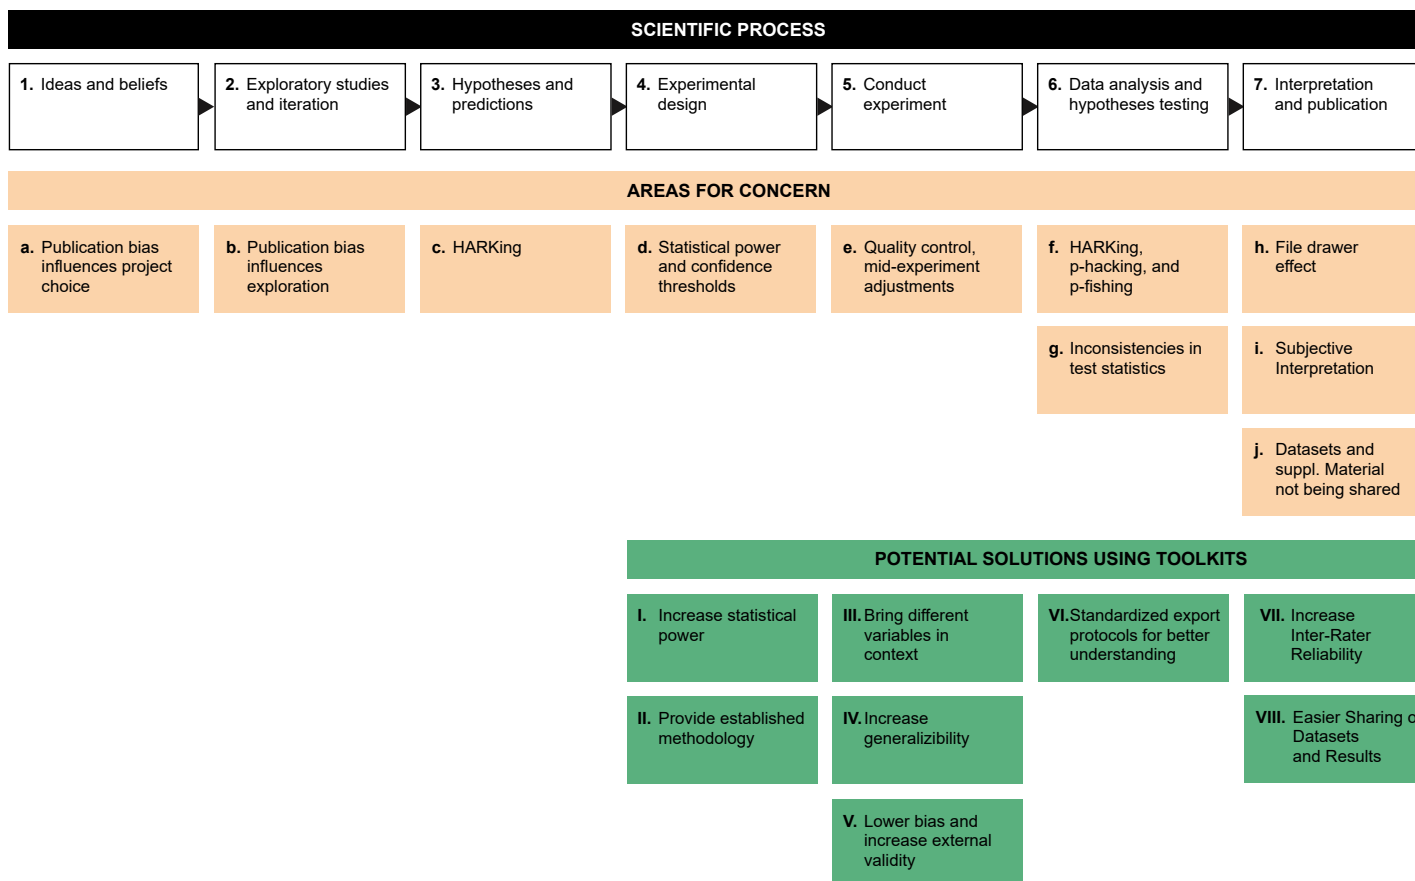 SCIENTIFIC PROCESS
1. Ideas and beliefs
2. Exploratory studies
and iteration
3. Hypotheses and
predictions
4. Experimental
design
5. Conduct
experiment
6. Data analysis and
hypotheses testing
7. Interpretation
and publication
AREAS FOR CONCERN
a. Publication bias
influences project
choice
b. Publication bias
influences
exploration
c. HARKing
d. Statistical power
and confidence
thresholds
e. Quality control,
mid-experiment
adjustments
f. HARKing,
p-hacking, and
p-fishing
h. File drawer
effect
g. Inconsistencies in
test statistics
i. Subjective
Interpretation
j. Datasets and
suppl. Material
not being shared
POTENTIAL SOLUTIONS USING TOOLKITS
I. Increase statistical
power
III. Bring different
variables in
context
VI. Standardized export
protocols for better
understanding
VII. Increase
Inter-Rater
Reliability
II. Provide established
methodology
IV. Increase
generalizibility
VIII. Easier Sharing
Datasets
and Results
V. Lower bias and
increase external
validity